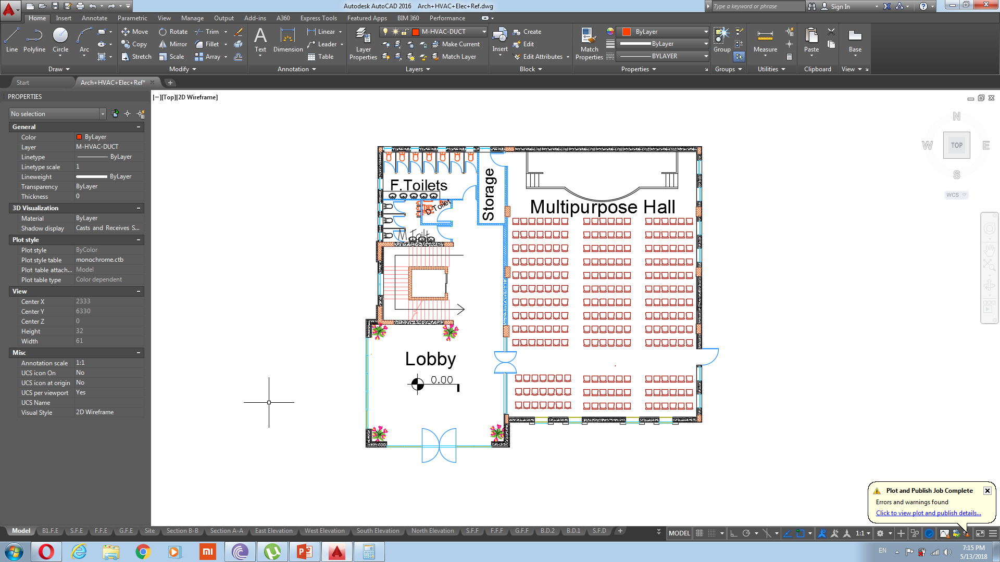 Autodesk AutoCAD 2016 Arch+HVAC+Elec+Ref.dwg
Type a keyword or phrase
Sign In
Home Insert Annotate Parametric View Manage Output Add-ins A360 Express Tools Featured Apps BIM 360 Performance
Line Polyline Circle Arc
Move Rotate Trim
Copy Mirror Fillet
Stretch Scale Array
Text Dimension
Linear
Leader
Table
Layer Properties
M-HVAC-DUCT
Make Current
Match Layer
Insert
Create
Edit
Edit Attributes
Match Properties
ByLayer
ByLayer
BYLAYER
Group Measure Paste Base
Draw Modify Annotation Layers Block Properties Groups Utilities Clipboard View
Start Arch+HVAC+Elec+Ref*
PROPERTIES
No selection
General
Color ByLayer
Layer M-HVAC-DUCT
Linetype ByLayer
Linetype scale 1
Lineweight ByLayer
Transparency ByLayer
Thickness 0
3D Visualization
Material ByLayer
Shadow display Casts and Receives S...
Plot style
Plot style ByColor
Plot style table monochrome.ctb
Plot table attach... Model
Plot table type Color dependent
View
Center X 2333
Center Y 6330
Center Z 0
Height 32
Width 61
Misc
Annotation scale 1:1
UCS icon On No
UCS icon at origin No
UCS per viewport Yes
UCS Name
Visual Style 2D Wireframe
[−][Top][2D Wireframe]
N
W TOP E
S
WCS
F.Toilets
Storage
Multipurpose Hall
D.Toilet
Lobby
0.00
Plot and Publish Job Complete
Errors and warnings found
Click to view plot and publish details...
Model B1.F.E S.F.E F.F.E G.F.E Site Section B-B Section A-A East Elevation West Elevation South Elevation North Elevation S.F.F F.F.F G.F.F B.D.2 B.D.1 S.F.D
MODEL 1:1
EN
7:15 PM
5/13/2018